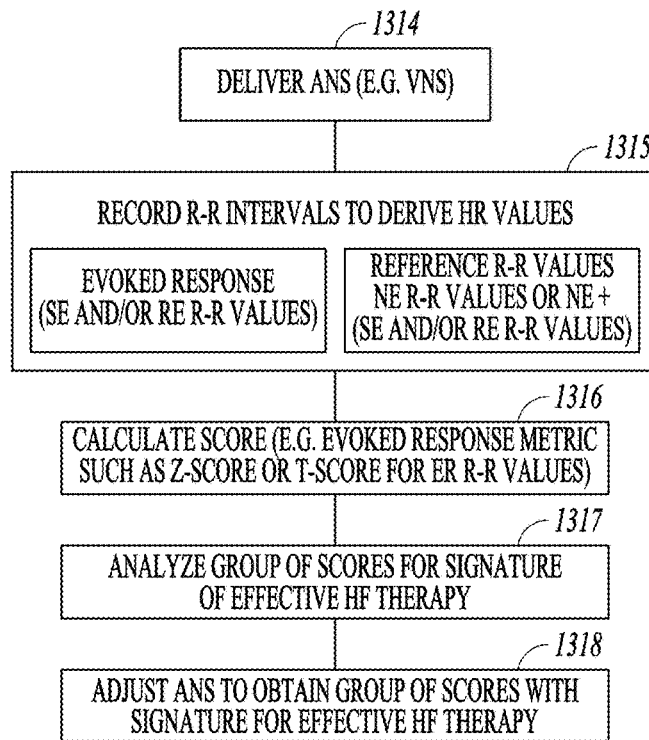 1314
DELIVER ANS (E.G. VNS)
1315
RECORD R-R INTERVALS TO DERIVE HR VALUES
EVOKED RESPONSE
(SE AND/OR RE R-R VALUES)
REFERENCE R-R VALUES
NE R-R VALUES OR NE +
(SE AND/OR RE R-R VALUES)
1316
CALCULATE SCORE (E.G. EVOKED RESPONSE METRIC
SUCH AS Z-SCORE OR T-SCORE FOR ER R-R VALUES)
1317
ANALYZE GROUP OF SCORES FOR SIGNATURE
OF EFFECTIVE HF THERAPY
1318
ADJUST ANS TO OBTAIN GROUP OF SCORES WITH
SIGNATURE FOR EFFECTIVE HF THERAPY